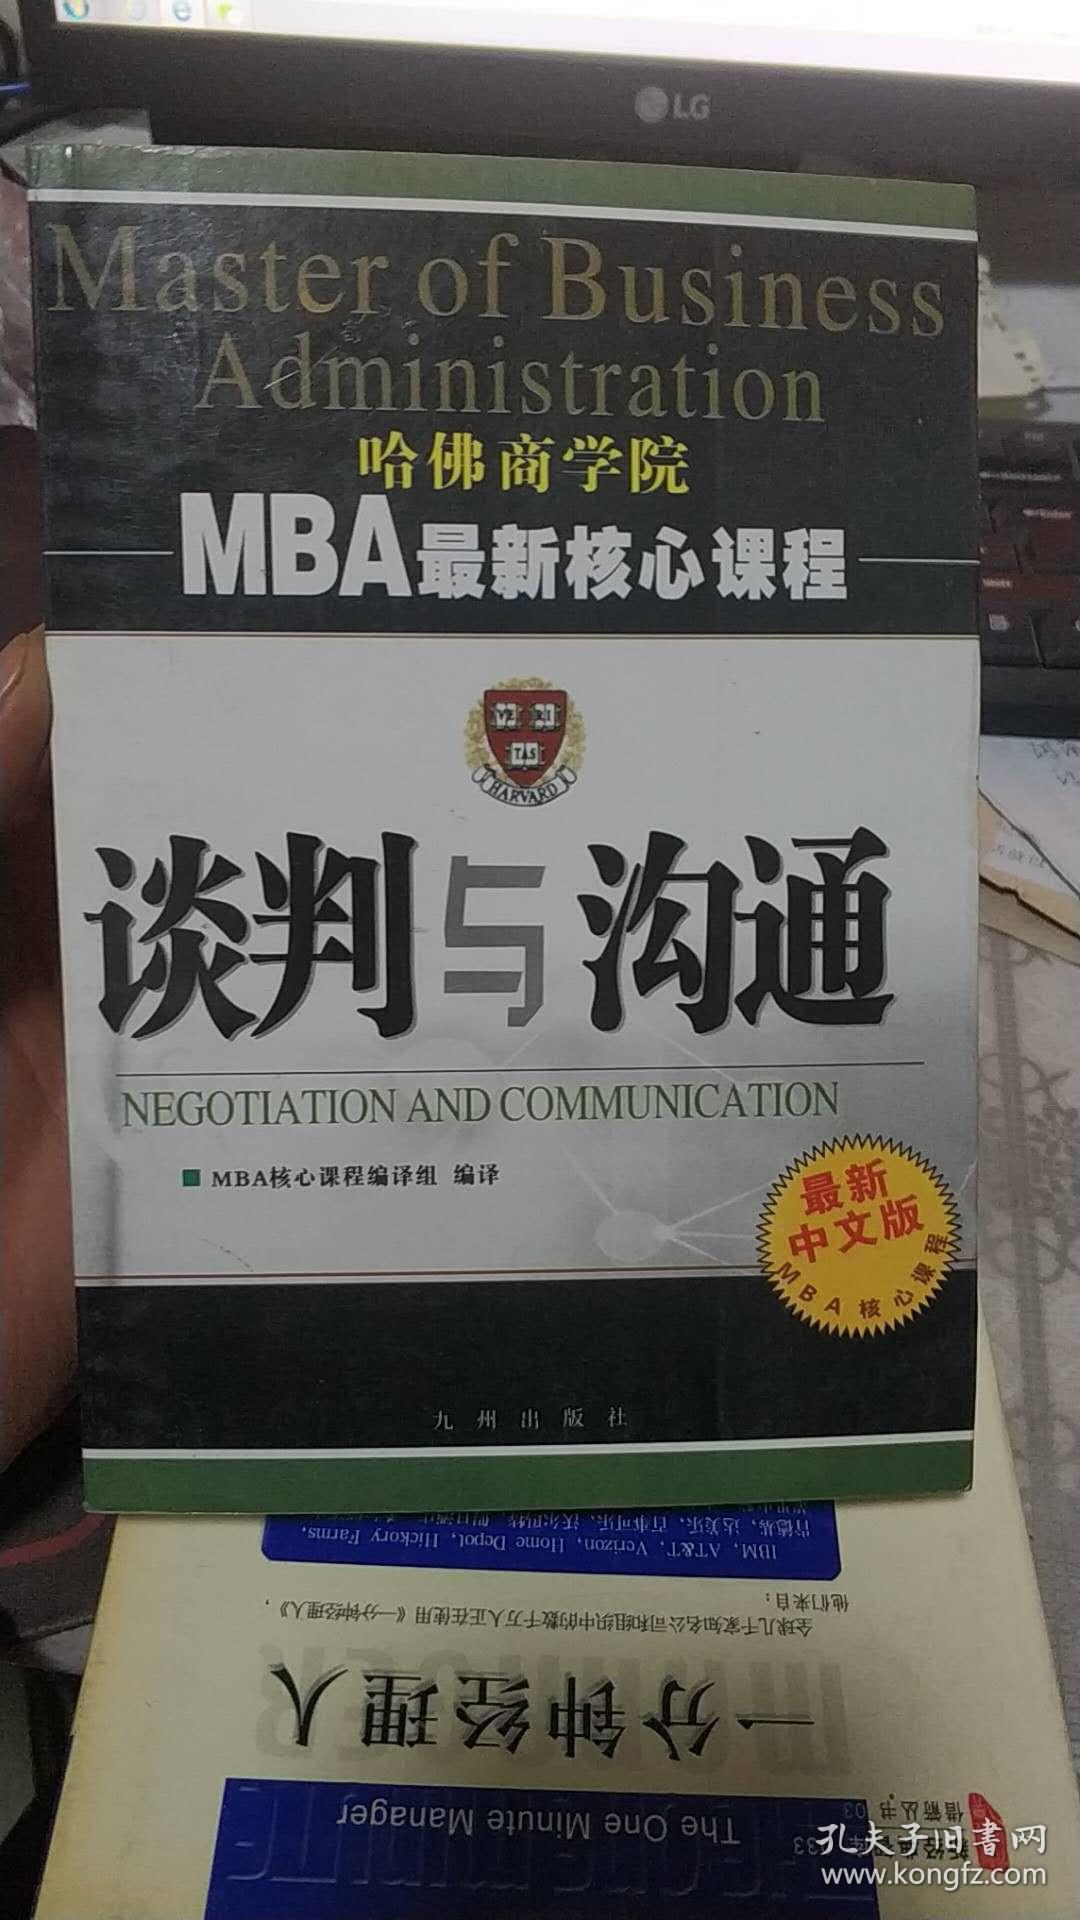 LG
Master of Business
Administration
哈佛商学院
MBA最新核心课程
VE RI
TAS
HARVARD
谈判与沟通
NEGOTIATION AND COMMUNICATION
MBA核心课程编译组 编译
最新
中文版
MBA核心课程
九州出版社
IBM, AT&T, Verizon, Home Depot, Hickory Farms,
他们来自：
全球几千家知名公司和组织中的数千万人正在使用《一分钟经理人》，
一分钟经理人
The One Minute Manager
孔夫子旧书网
www.kongfz.com